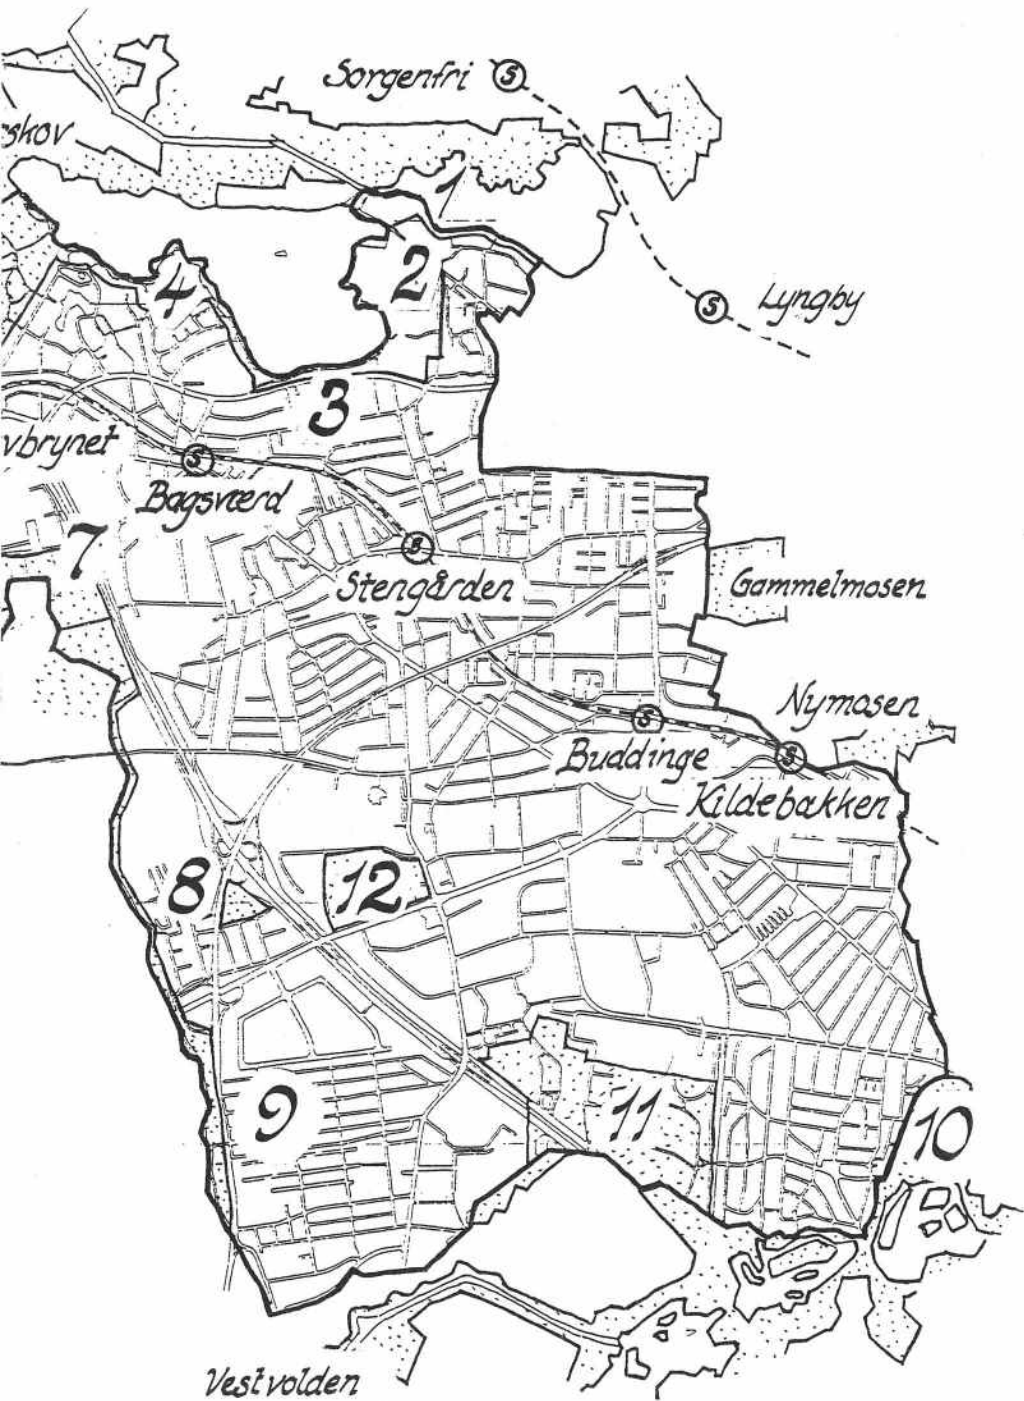 Sorgenfri S
skov
1
2
S Lyngby
4
3
vbrynet
S
Bagsværd
7
S
Stengården
Gammelmosen
Nymosen
S
Buddinge
S
Kildebakken
8
12
9
11
10
Vestvolden